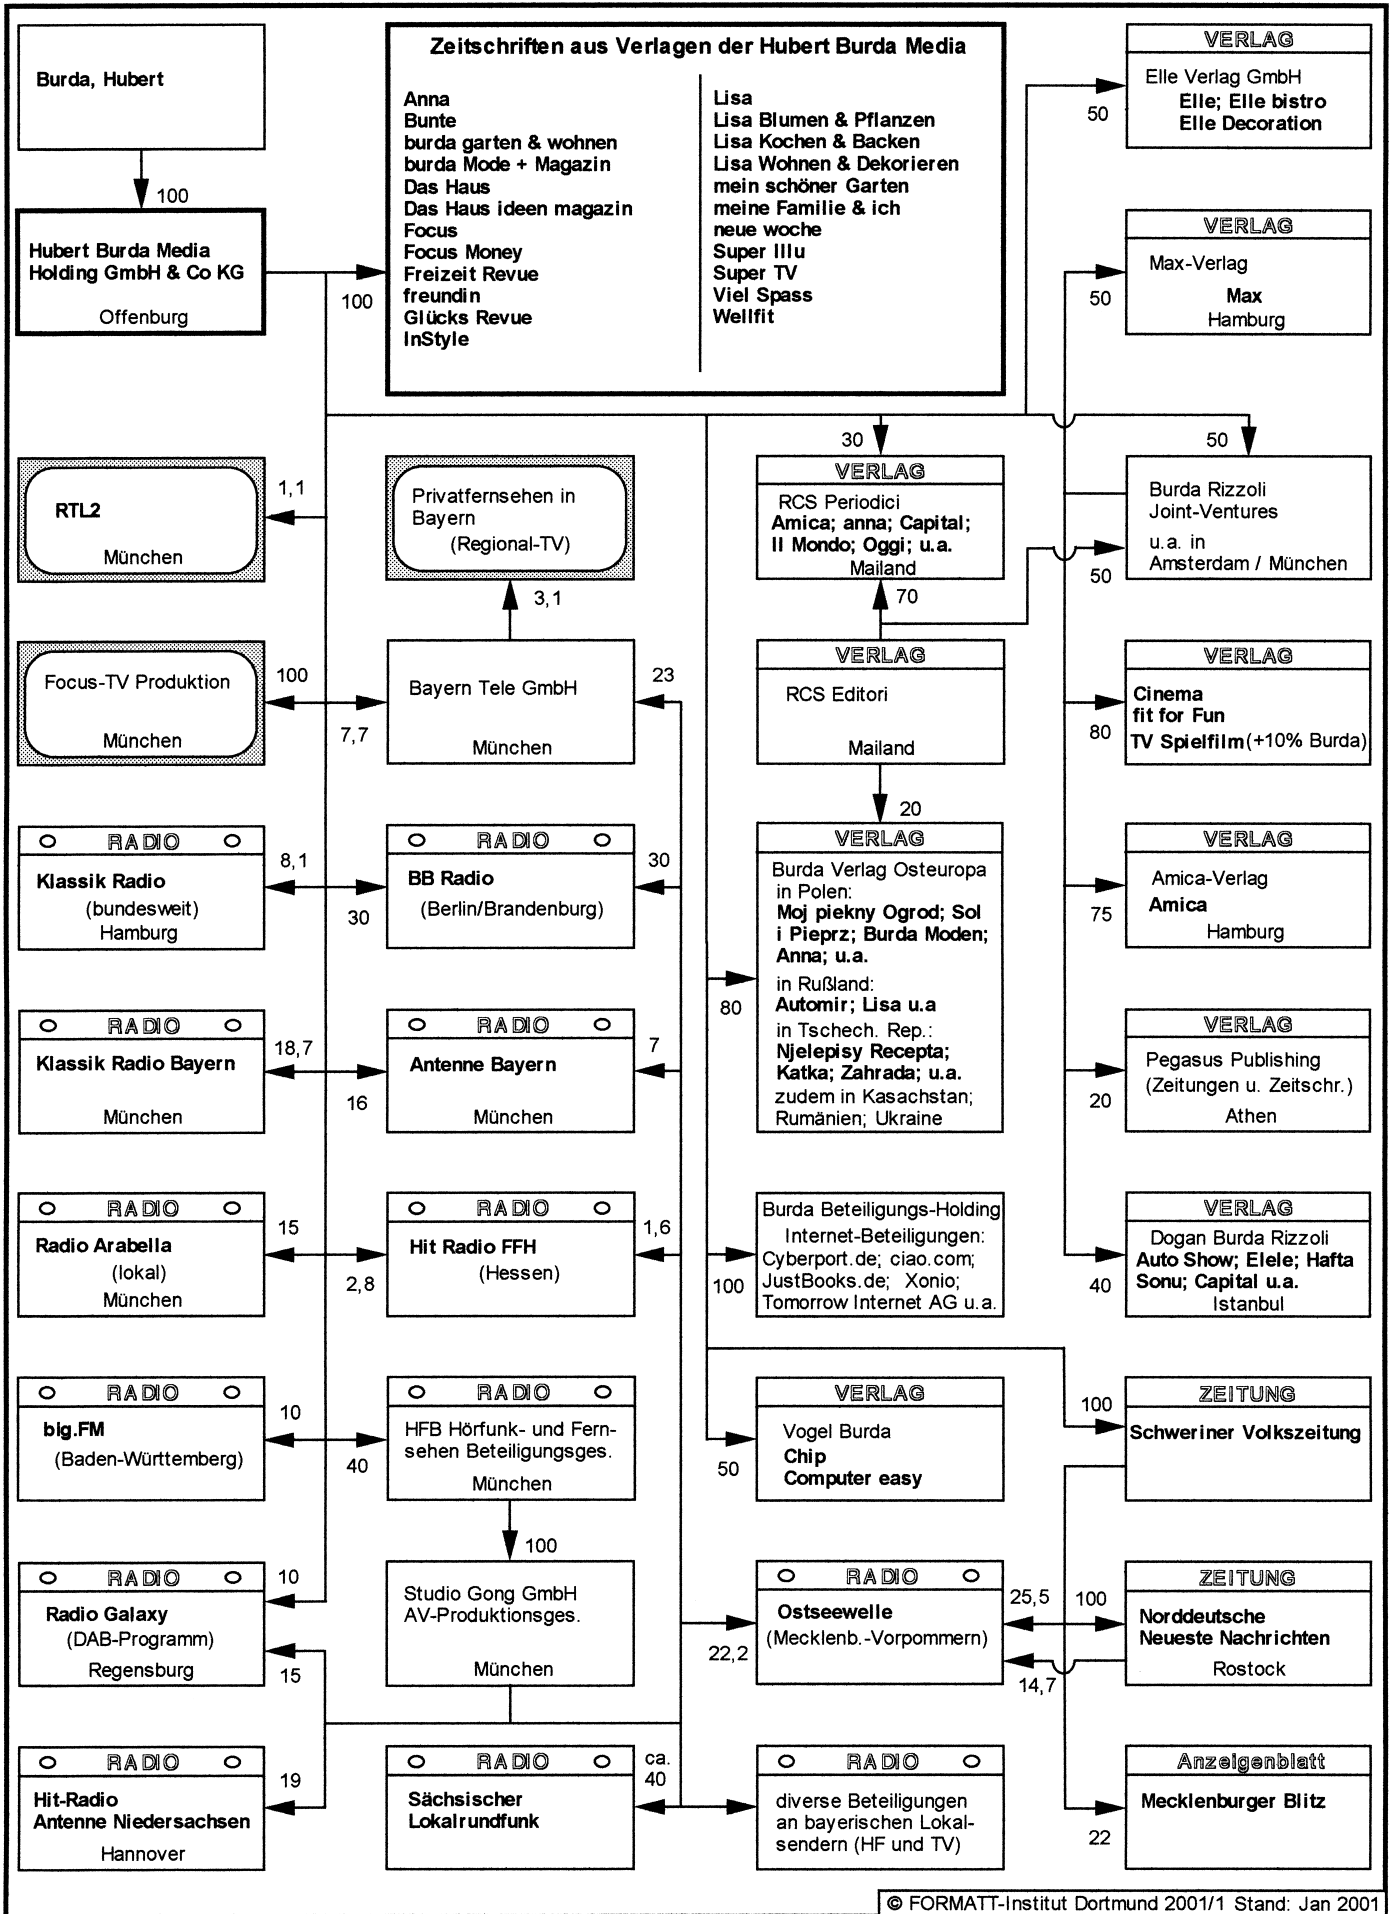 Burda, Hubert
100
Hubert Burda Media
Holding GmbH & Co KG
Offenburg
100
Zeitschriften aus Verlagen der Hubert Burda Media
Anna
Bunte
burda garten & wohnen
burda Mode + Magazin
Das Haus
Das Haus ideen magazin
Focus
Focus Money
Freizeit Revue
freundin
Glücks Revue
InStyle
Lisa
Lisa Blumen & Pflanzen
Lisa Kochen & Backen
Lisa Wohnen & Dekorieren
mein schöner Garten
meine Familie & ich
neue woche
Super Illu
Super TV
Viel Spass
Wellfit
50
VERLAG
Elle Verlag GmbH
Elle; Elle bistro
Elle Decoration
50
VERLAG
Max-Verlag
Max
Hamburg
RTL2
München
1,1
Privatfernsehen in
Bayern
(Regional-TV)
3,1
30
VERLAG
RCS Periodici
Amica; anna; Capital;
Il Mondo; Oggi; u.a.
Mailand
70
50
Burda Rizzoli
Joint-Ventures
u.a. in
Amsterdam / München
50
Focus-TV Produktion
München
100
7,7
Bayern Tele GmbH
München
23
VERLAG
RCS Editori
Mailand
20
VERLAG
Cinema
fit for Fun
TV Spielfilm (+10% Burda)
80
RADIO
Klassik Radio
(bundesweit)
Hamburg
8,1
30
RADIO
BB Radio
(Berlin/Brandenburg)
30
VERLAG
Burda Verlag Osteuropa
in Polen:
Moj piekny Ogrod; Sol
i Pieprz; Burda Moden;
Anna; u.a.
in Rußland:
Automir; Lisa u.a
in Tschech. Rep.:
Njelepisy Recepta;
Katka; Zahrada; u.a.
zudem in Kasachstan;
Rumänien; Ukraine
80
VERLAG
Amica-Verlag
Amica
Hamburg
75
RADIO
Klassik Radio Bayern
München
18,7
16
RADIO
Antenne Bayern
München
7
VERLAG
Pegasus Publishing
(Zeitungen u. Zeitschr.)
Athen
20
RADIO
Radio Arabella
(lokal)
München
15
2,8
RADIO
Hit Radio FFH
(Hessen)
1,6
Burda Beteiligungs-Holding
Internet-Beteiligungen:
Cyberport.de; ciao.com;
JustBooks.de; Xonio;
Tomorrow Internet AG u.a.
100
VERLAG
Dogan Burda Rizzoli
Auto Show; Elele; Hafta
Sonu; Capital u.a.
Istanbul
40
RADIO
big.FM
(Baden-Württemberg)
10
40
RADIO
HFB Hörfunk- und Fern-
sehen Beteiligungsges.
München
100
VERLAG
Vogel Burda
Chip
Computer easy
50
ZEITUNG
Schweriner Volkszeitung
100
RADIO
Radio Galaxy
(DAB-Programm)
Regensburg
10
15
Studio Gong GmbH
AV-Produktionsges.
München
RADIO
Ostseewelle
(Mecklenb.-Vorpommern)
22,2
25,5
100
14,7
ZEITUNG
Norddeutsche
Neueste Nachrichten
Rostock
RADIO
Hit-Radio
Antenne Niedersachsen
Hannover
19
RADIO
Sächsischer
Lokalrundfunk
ca.
40
RADIO
diverse Beteiligungen
an bayerischen Lokal-
sendern (HF und TV)
Anzeigenblatt
Mecklenburger Blitz
22
© FORMATT-Institut Dortmund 2001/1 Stand: Jan 2001